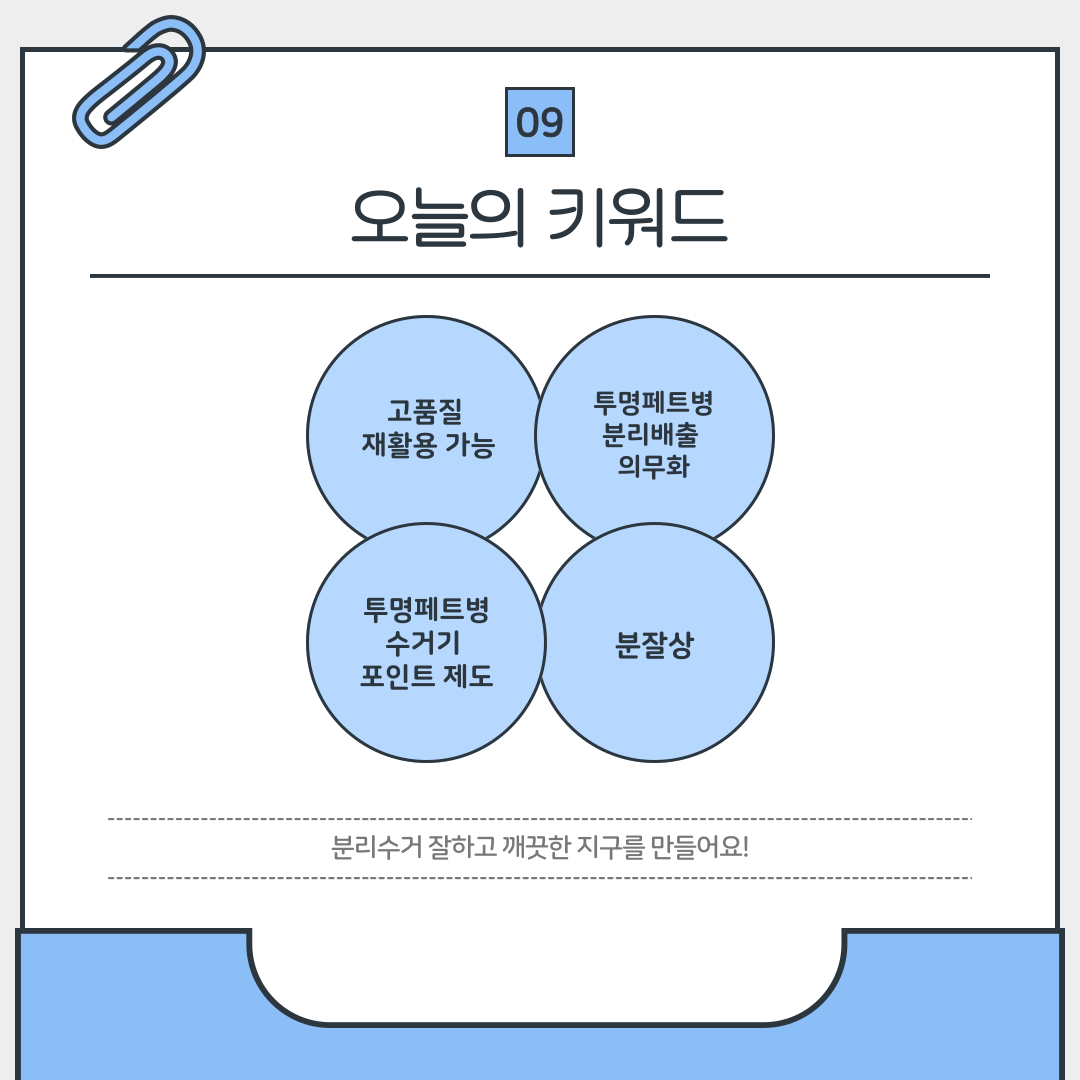 09
오늘의 키워드
고품질
재활용 가능
투명페트병
분리배출
의무화
투명페트병
수거기
포인트 제도
분잘상
분리수거 잘하고 깨끗한 지구를 만들어요!